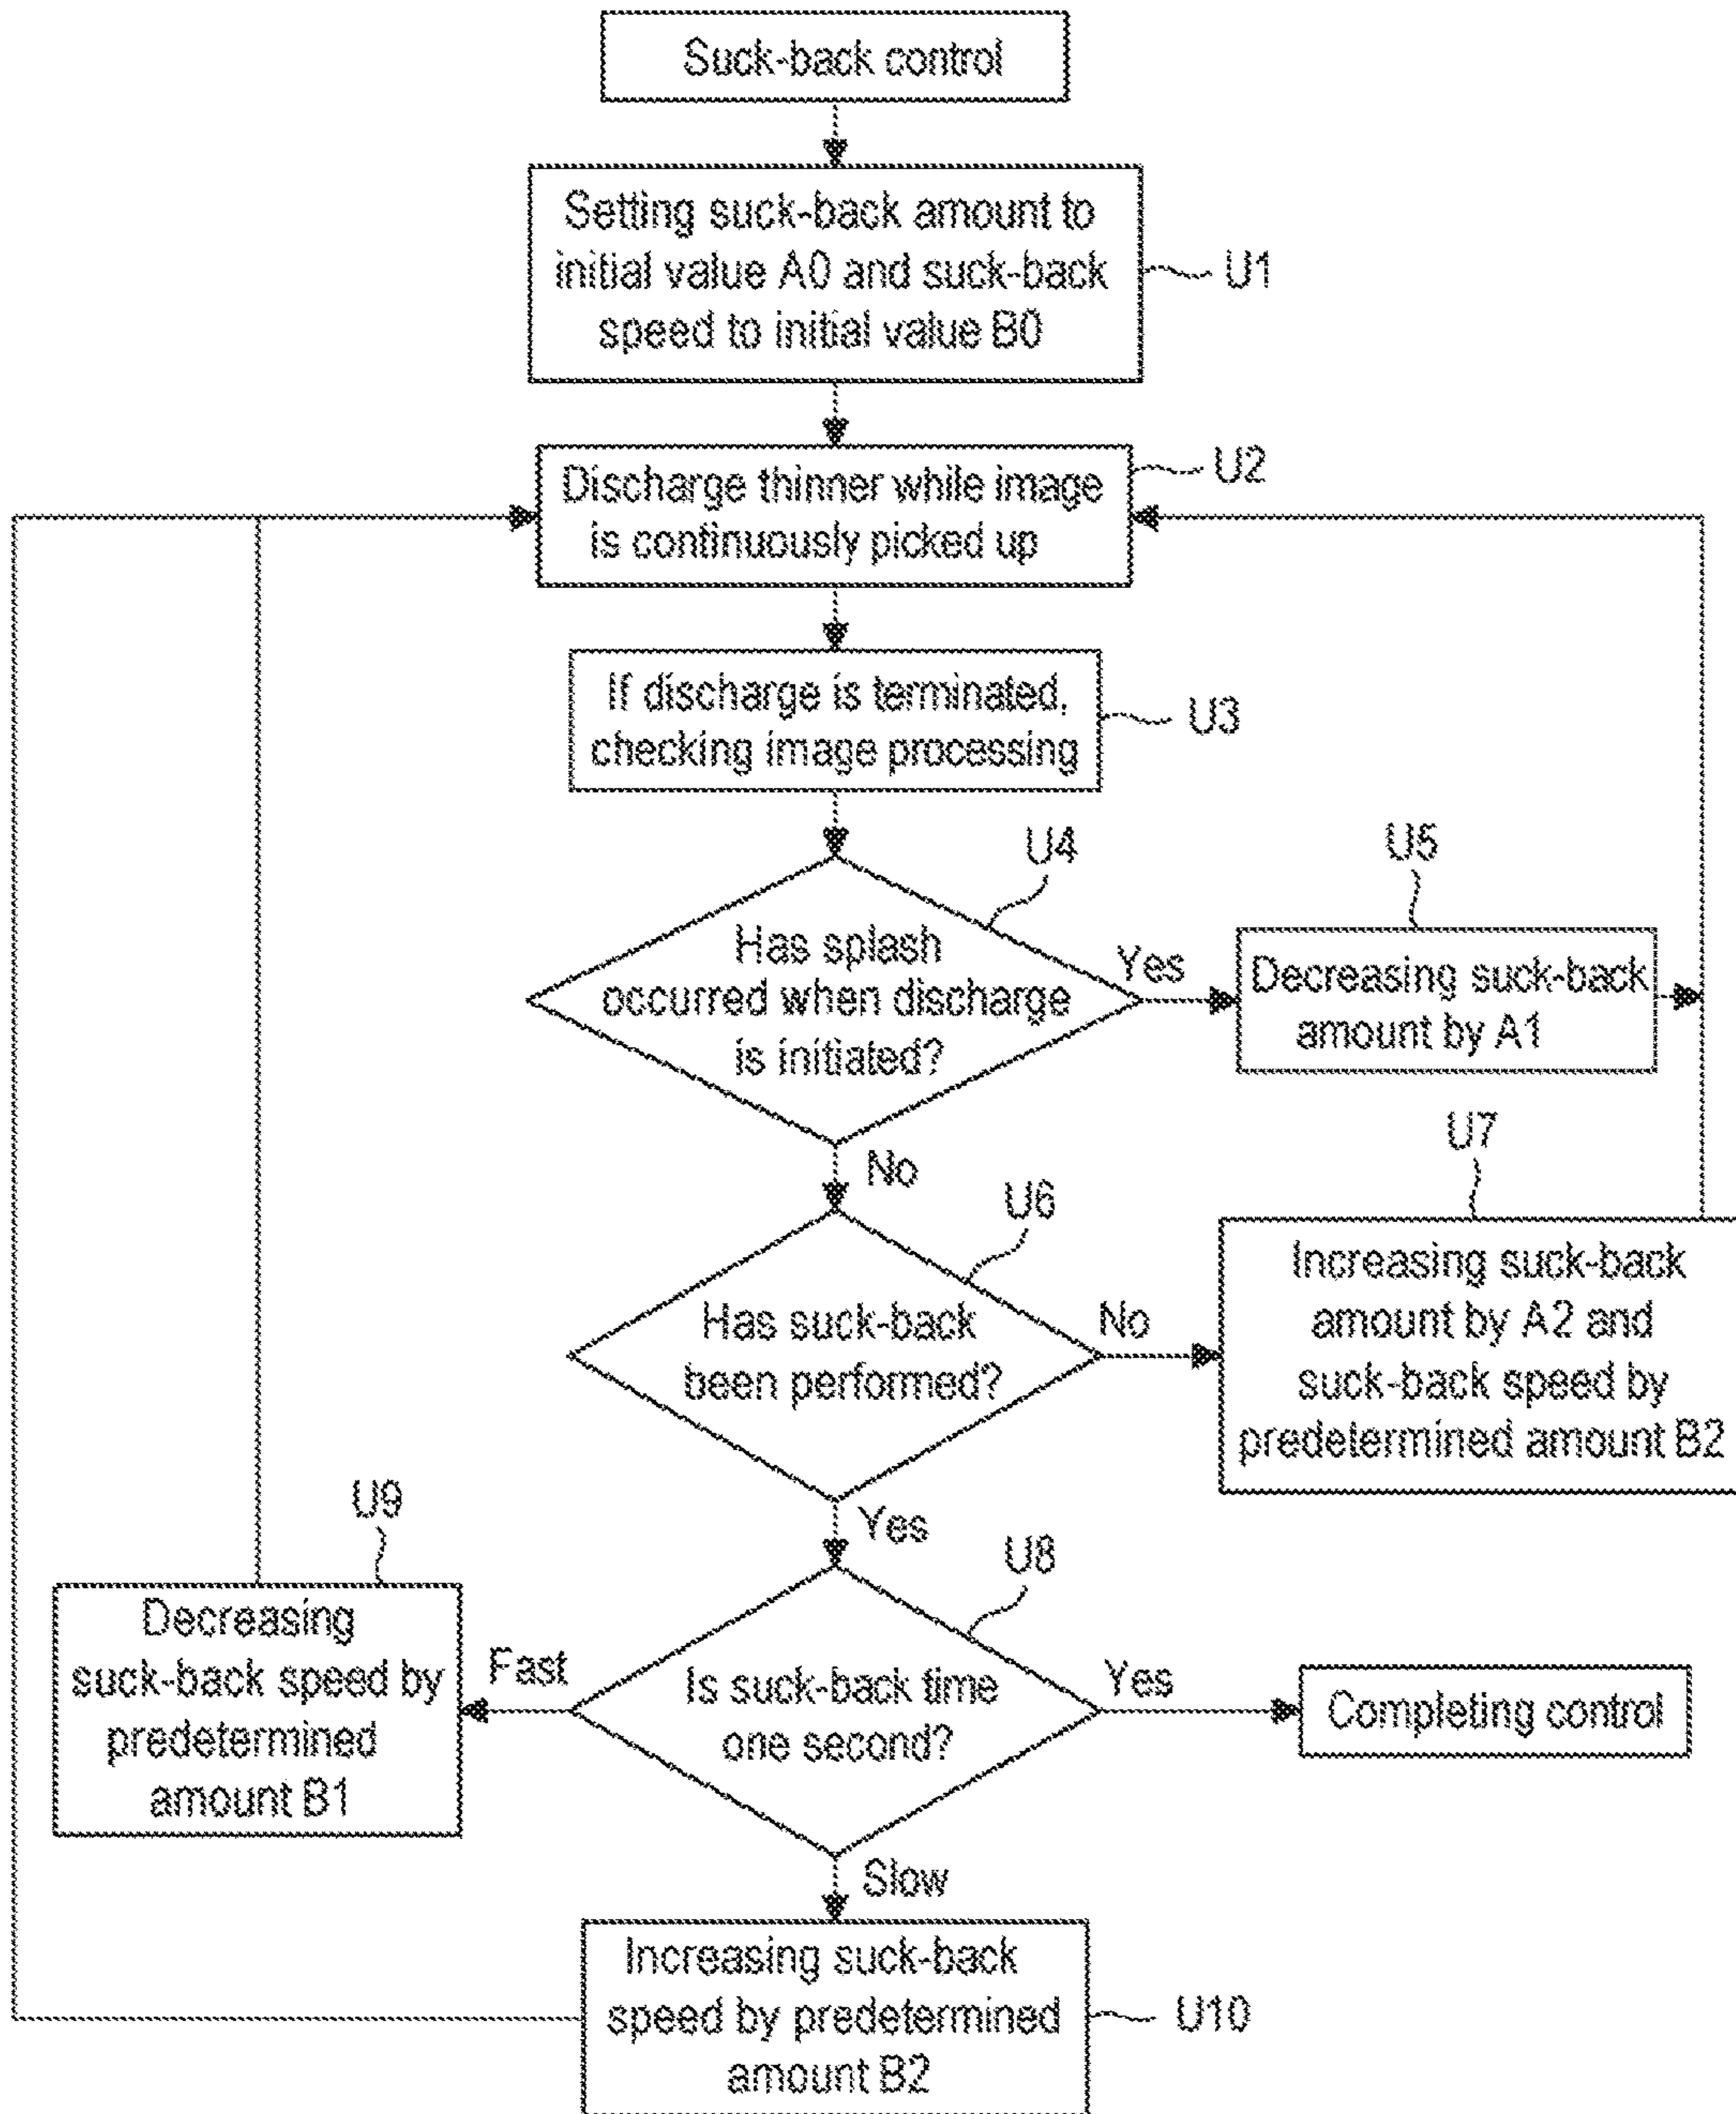 Suck-back control
Setting suck-back amount to
initial value A0 and suck-back
speed to initial value B0
U1
Discharge thinner while image
is continuously picked up
U2
If discharge is terminated,
checking image processing
U3
U4
Has splash
occurred when discharge
is initiated?
Yes
U5
Decreasing suck-back
amount by A1
No
U6
Has suck-back
been performed?
No
U7
Increasing suck-back
amount by A2 and
suck-back speed by
predetermined amount B2
Yes
U8
Is suck-back time
one second?
Fast
U9
Decreasing
suck-back speed by
predetermined
amount B1
Yes
Completing control
Slow
Increasing suck-back
speed by predetermined
amount B2
U10